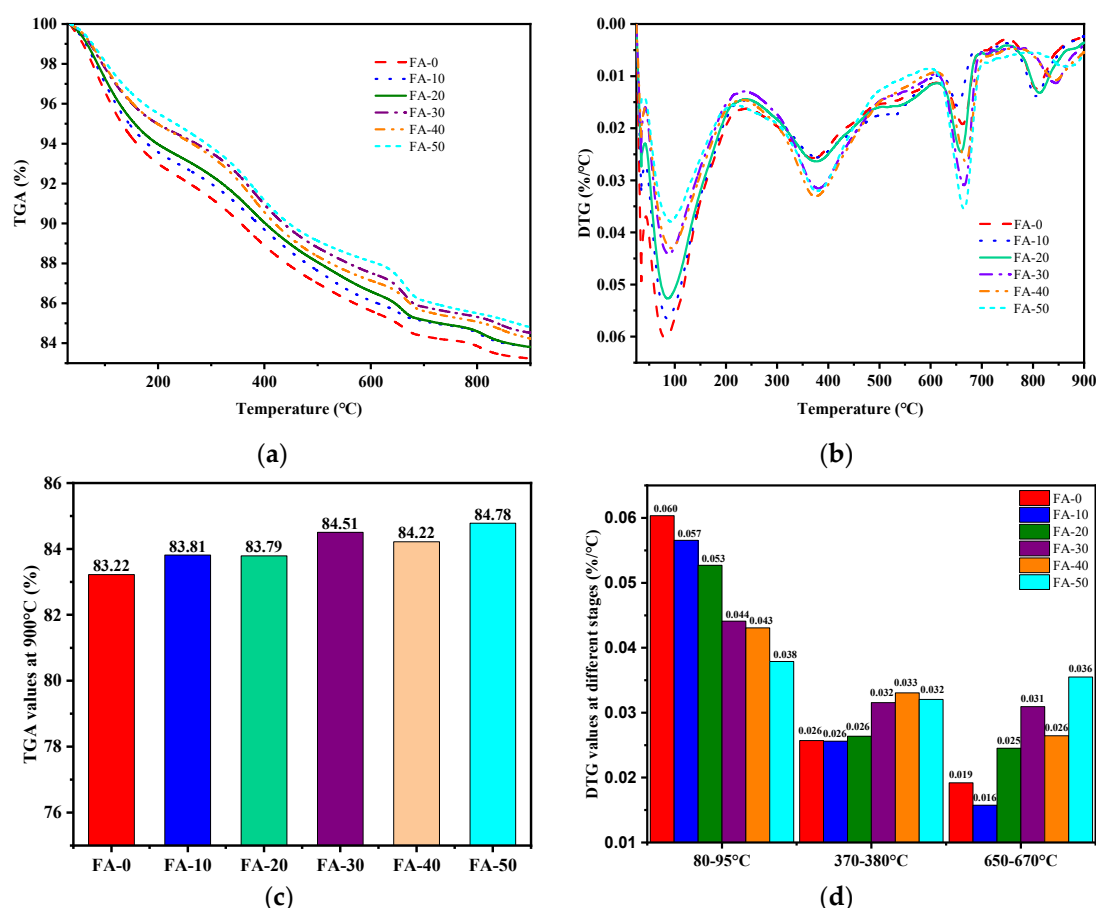 100
98
96
94
92
90
88
86
84
TGA (%)
200
400
600
800
Temperature (°C)
FA-0
FA-10
FA-20
FA-30
FA-40
FA-50
(a)
0.00
0.01
0.02
0.03
0.04
0.05
0.06
DTG (%/°C)
100
200
300
400
500
600
700
800
900
Temperature (°C)
FA-0
FA-10
FA-20
FA-30
FA-40
FA-50
(b)
86
84
82
80
78
76
TGA values at 900°C (%)
83.22
83.81
83.79
84.51
84.22
84.78
FA-0
FA-10
FA-20
FA-30
FA-40
FA-50
(c)
0.06
0.05
0.04
0.03
0.02
0.01
DTG values at different stages (%/°C)
FA-0
FA-10
FA-20
FA-30
FA-40
FA-50
0.060
0.057
0.053
0.044
0.043
0.038
0.026
0.026
0.026
0.032
0.033
0.032
0.019
0.016
0.025
0.031
0.026
0.036
80-95°C
370-380°C
650-670°C
(d)